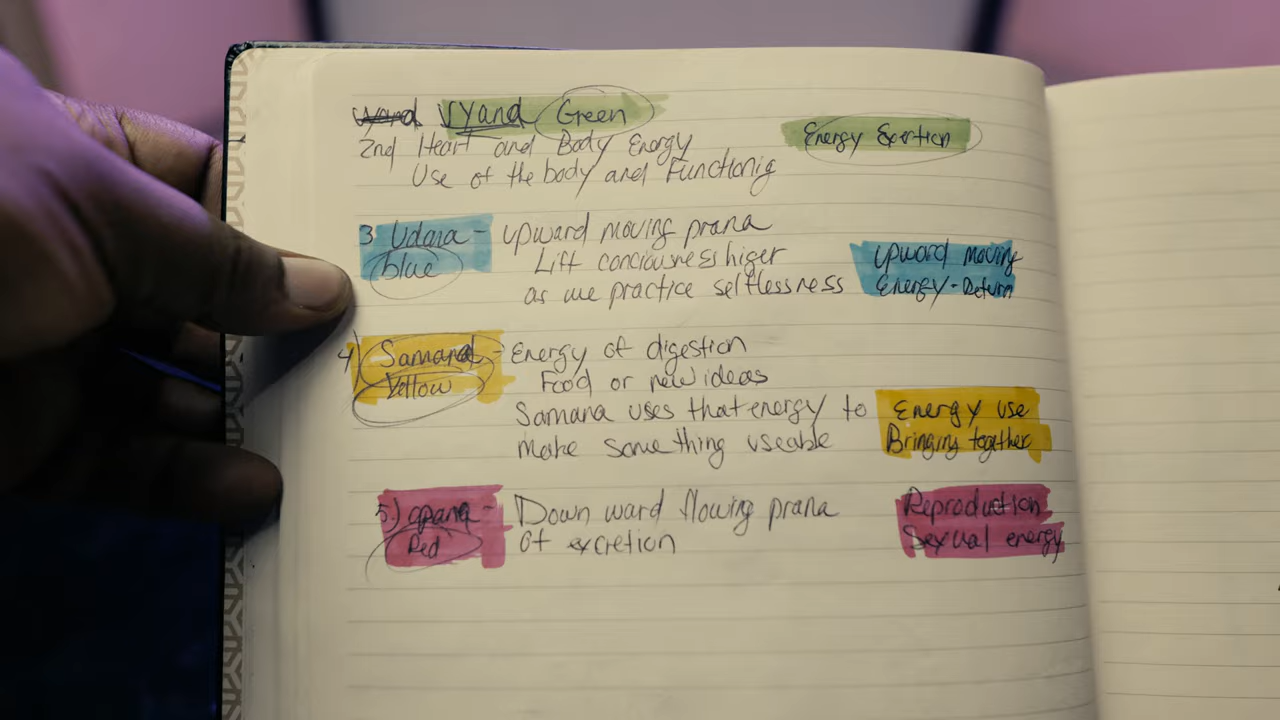 Vyand Green
Energy Exertion
2nd Heart and Body Energy
Use of the body and Functionig
3 Udana - upward moving prana
blue
Lift conciousness higer
as we practice selflessness
Upward moving
Energy - Return
4) Samana - Energy of digestion
Yellow
Food or new ideas
Samana uses that energy to
make something useable
Energy use
Bringing together
5) apana - Down ward flowing prana
Red
of excretion
Reproduction
Sexual energy